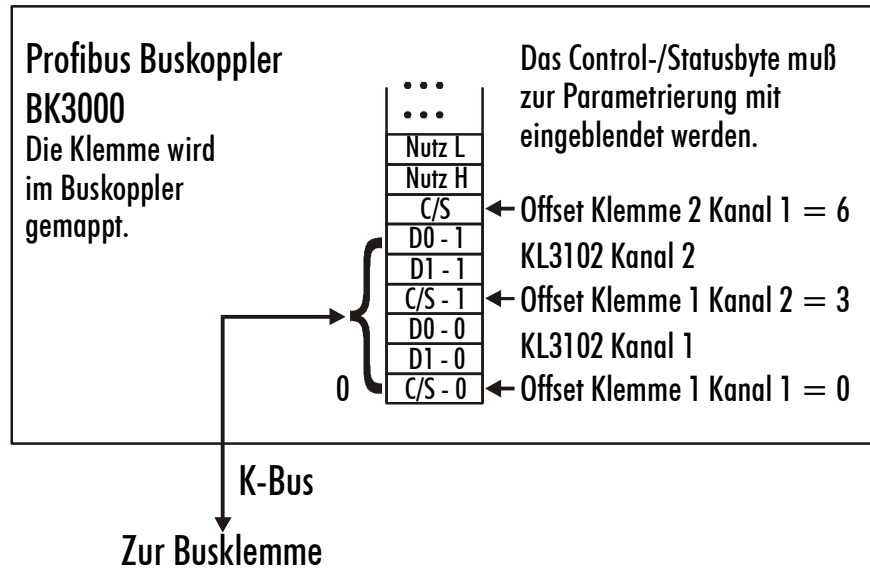 Profibus Buskoppler
BK3000
Die Klemme wird
im Buskoppler
gemappt.
Das Control-/Statusbyte muß
zur Parametrierung mit
eingeblendet werden.
• • •
• • •
Nutz L
Nutz H
C/S
Offset Klemme 2 Kanal 1 = 6
D0 - 1
KL3102 Kanal 2
D1 - 1
C/S - 1
Offset Klemme 1 Kanal 2 = 3
D0 - 0
KL3102 Kanal 1
D1 - 0
0
C/S - 0
Offset Klemme 1 Kanal 1 = 0
K-Bus
Zur Busklemme